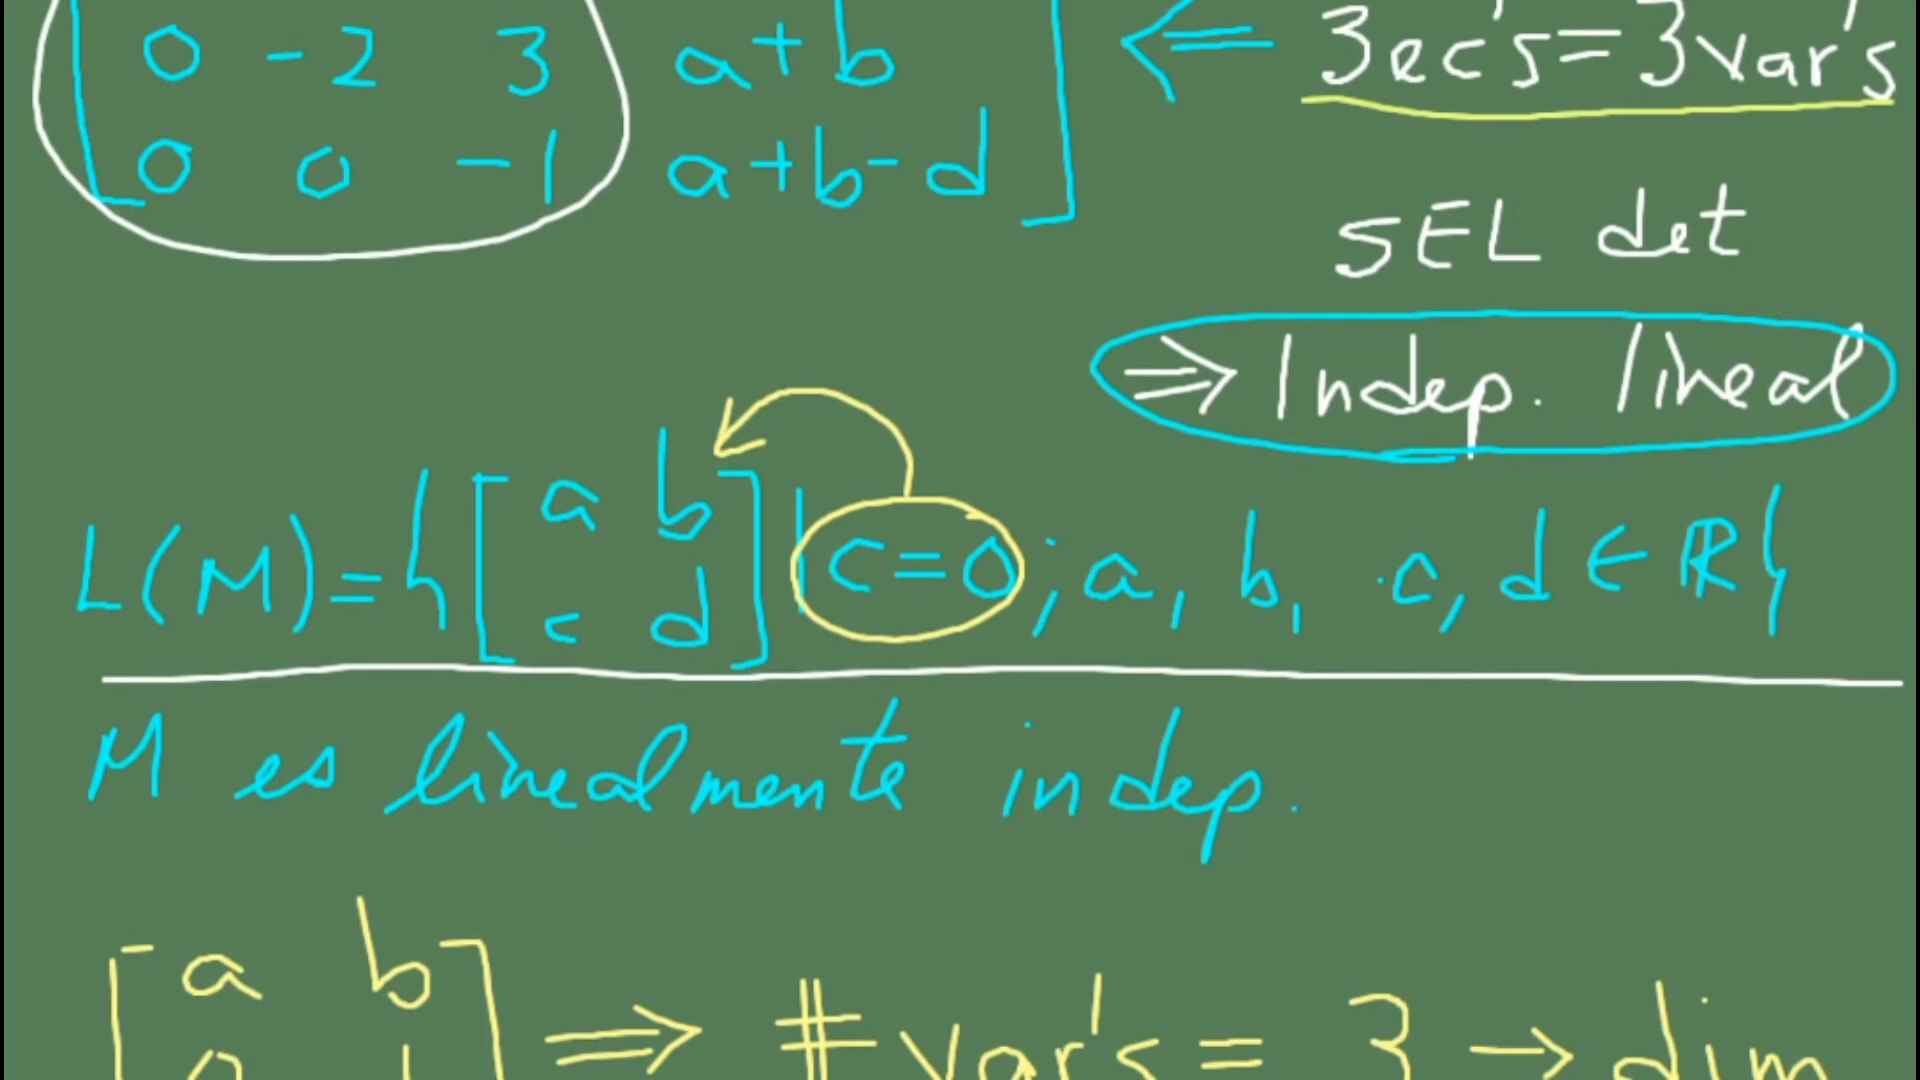 0 -2 3 a+b ⇐ 3ec's=3var's
0 0 -1 a+b-d
SEL det
⇒ Indep. lineal
a b
L(M)={[ ] | c=0; a, b, c, d ∈ ℝ}
c d
M es linealmente indep.
a b
⇒ # var's = 3 → dim